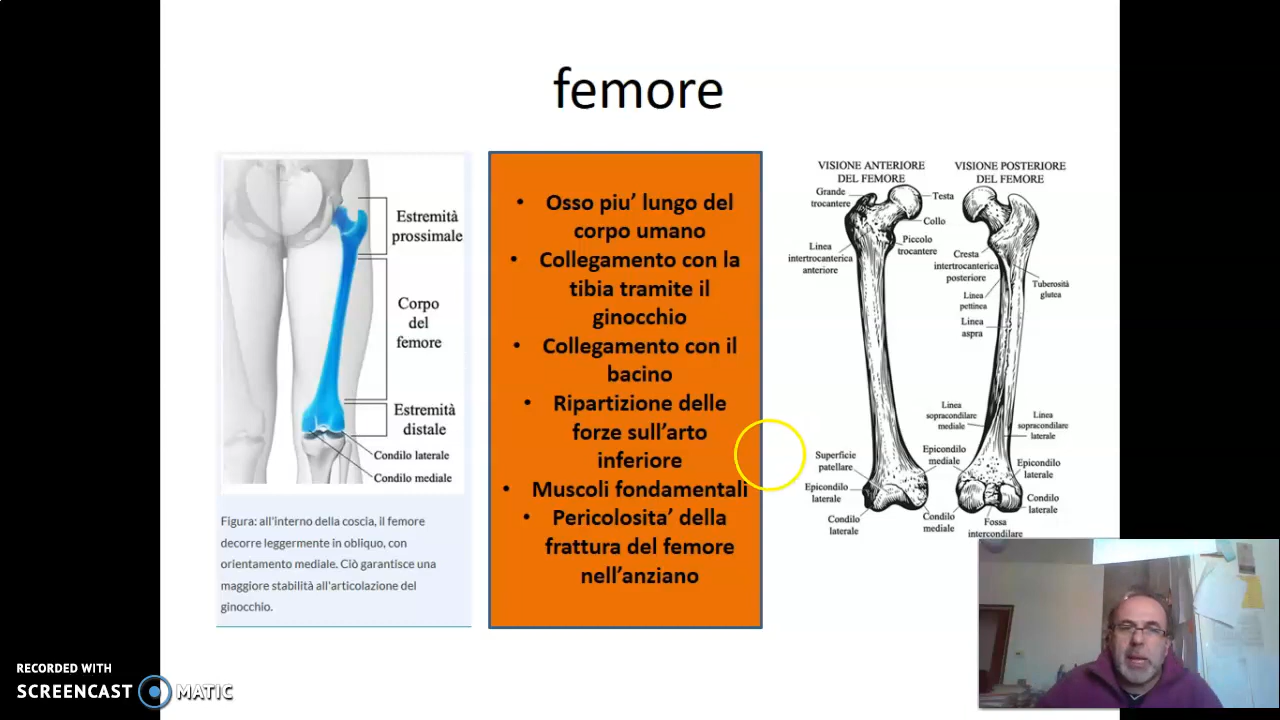 femore
Estremità
prossimale
Corpo
del
femore
Estremità
distale
Condilo laterale
Condilo mediale
Figura: all'interno della coscia, il femore
decorre leggermente in obliquo, con
orientamento mediale. Ciò garantisce una
maggiore stabilità all'articolazione del
ginocchio.
• Osso piu' lungo del
corpo umano
• Collegamento con la
tibia tramite il
ginocchio
• Collegamento con il
bacino
• Ripartizione delle
forze sull'arto
inferiore
• Muscoli fondamentali
• Pericolosita' della
frattura del femore
nell'anziano
VISIONE ANTERIORE
DEL FEMORE
Grande
trocantere
Testa
Collo
Piccolo
trocantere
Linea
intertrocanterica
anteriore
Superficie
patellare
Epicondilo
laterale
Condilo
laterale
Epicondilo
mediale
Condilo
mediale
VISIONE POSTERIORE
DEL FEMORE
Cresta
intertrocanterica
posteriore
Tuberosità
glutea
Linea
pettinea
Linea
aspra
Linea
sopracondilare
mediale
Linea
sopracondilare
laterale
Epicondilo
laterale
Condilo
laterale
Fossa
intercondilare
RECORDED WITH
SCREENCAST MATIC